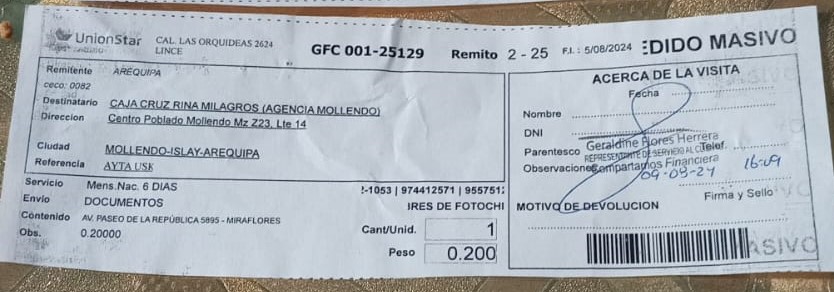 UnionStar
CAL. LAS ORQUIDEAS 2624
LINCE
GFC 001-25129
Remito 2 - 25
F.I. : 5/08/2024
EDIDO MASIVO
Remitente AREQUIPA
ceco: 0082
Destinatario CAJA CRUZ RINA MILAGROS (AGENCIA MOLLENDO)
Direccion Centro Poblado Mollendo Mz Z23, Lte 14
Ciudad MOLLENDO-ISLAY-AREQUIPA
Referencia AYTA USK
Servicio Mens.Nac. 6 DIAS
Envio DOCUMENTOS
Contenido AV. PASEO DE LA REPÚBLICA 5895 - MIRAFLORES
Obs. 0.20000
-1053 | 974412571 | 955751
IRES DE FOTOCHI
Cant/Unid. 1
Peso 0.200
ACERCA DE LA VISITA
Fecha
Nombre
DNI
Geraldine Flores Herrera
Parentesco
Telef.
REPRESENTANTE DE SERVICIO AL
Observaciones
Compartamos Financiera
09-08-24 16:09
Firma y Sello
MOTIVO DE DEVOLUCION
ASIVO